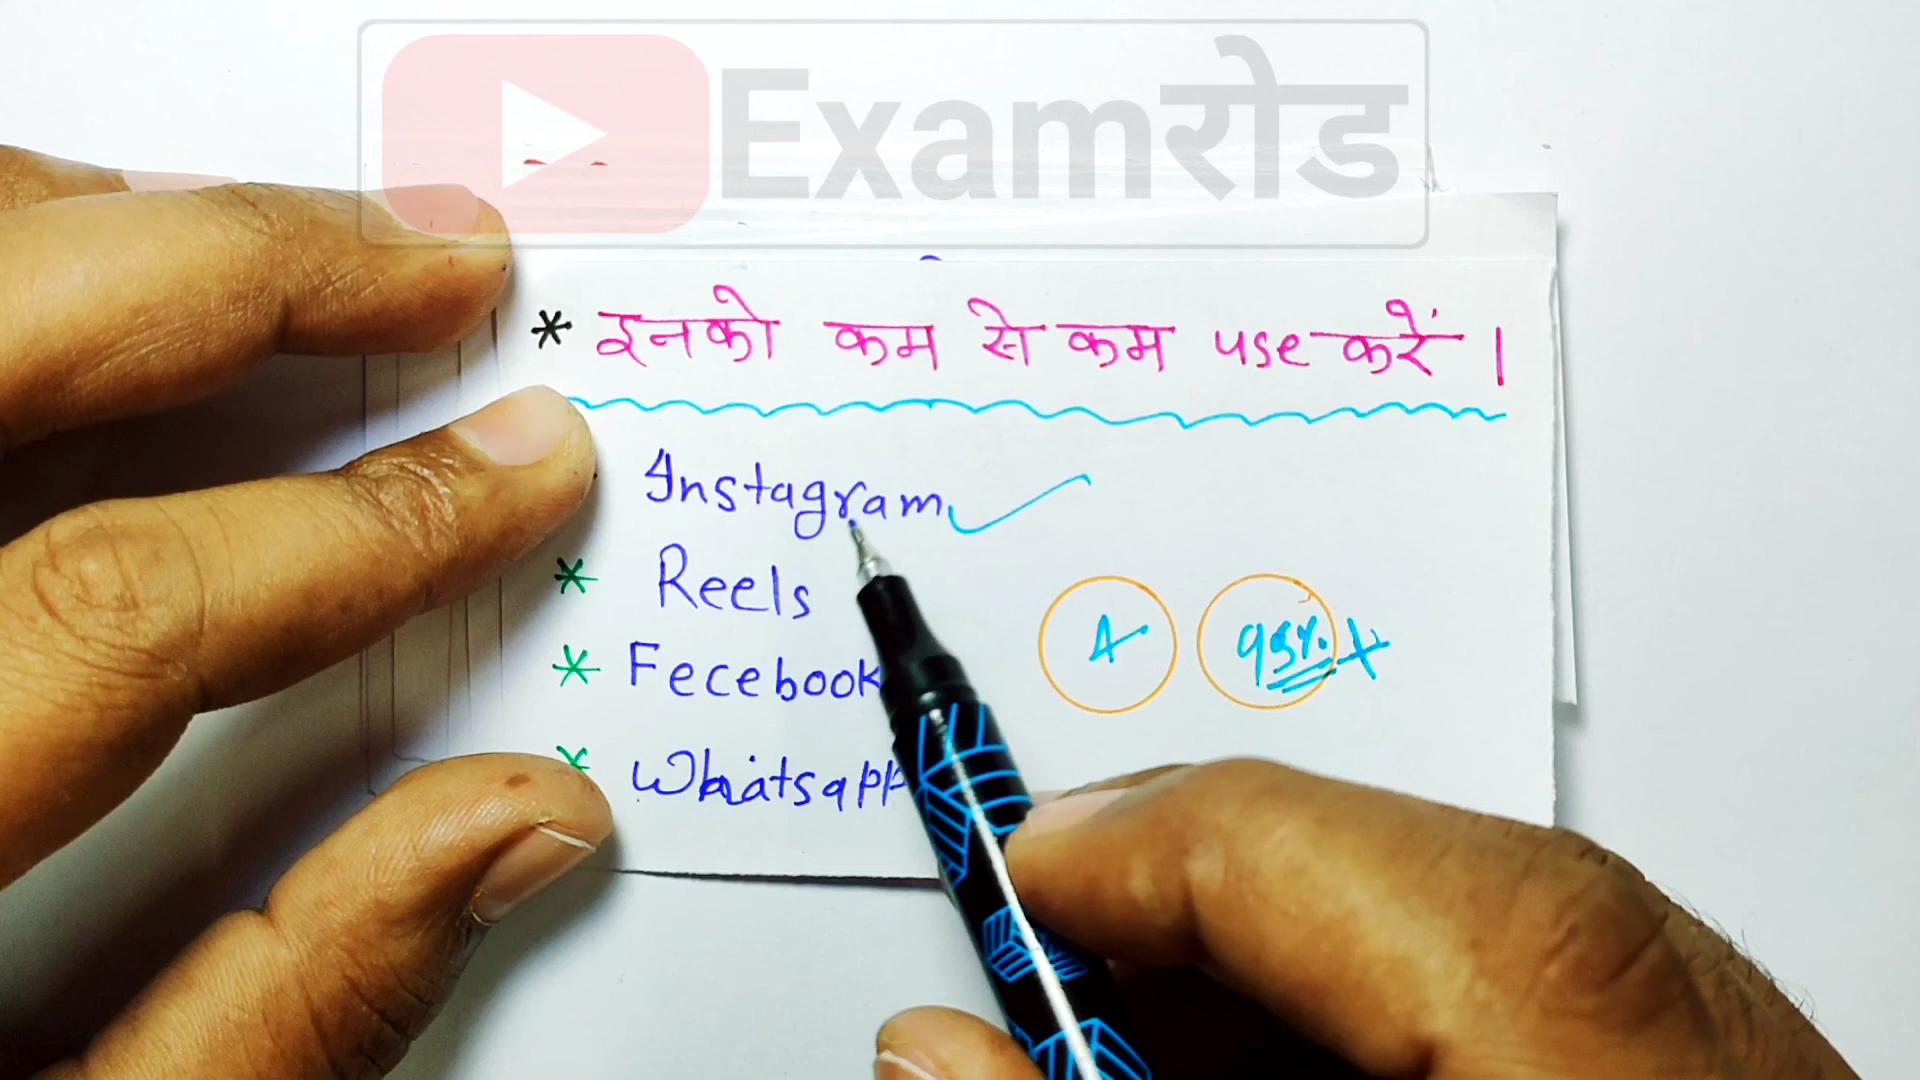 Examरोड
* इनको कम से कम use करें ।
Instagram
* Reels
* Fecebook
* Whatsapp
A
95%+